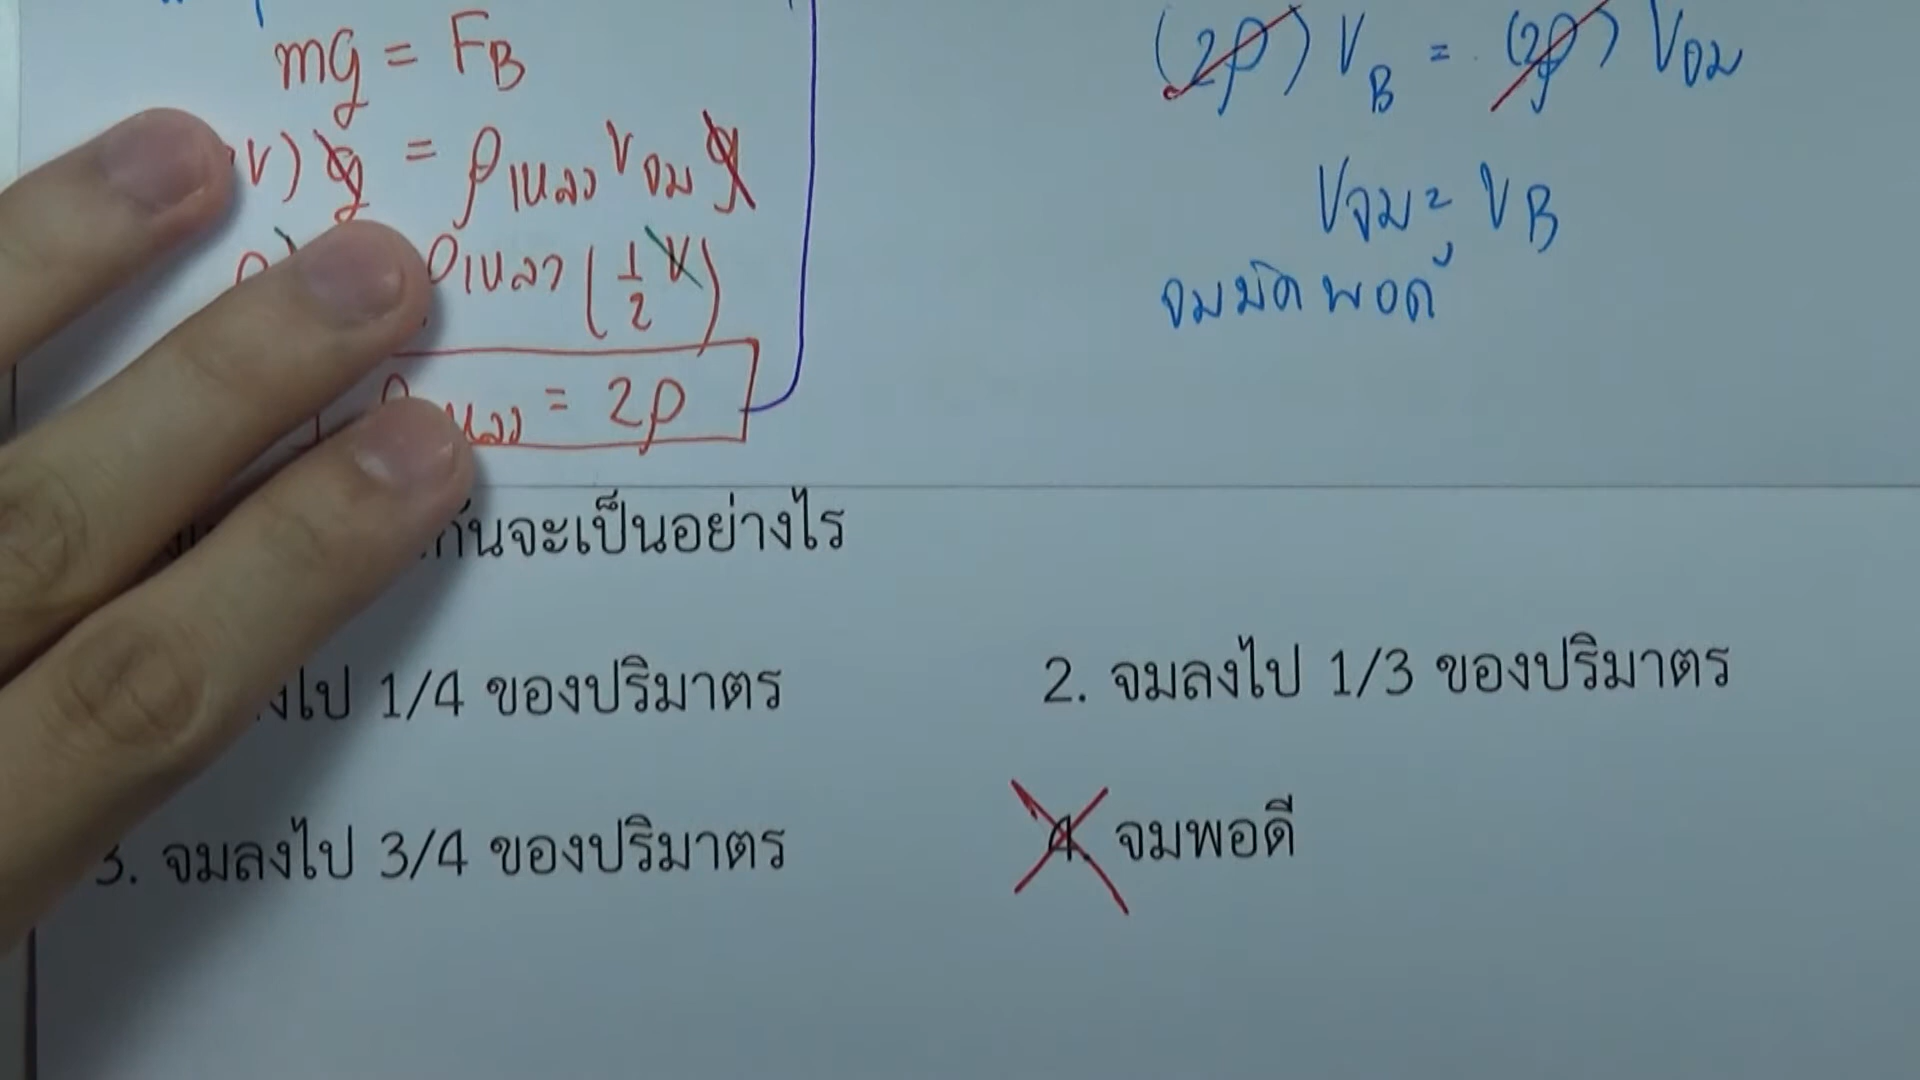 mg = F_B
v) g = ρเหลว Vจม g
ρเหลว (1/2 V)
เหลว = 2ρ
(2ρ) V_B = (2ρ) Vจม
Vจม = V_B
จมมิดพอดี
กันจะเป็นอย่างไร
งไป 1/4 ของปริมาตร
2. จมลงไป 1/3 ของปริมาตร
3. จมลงไป 3/4 ของปริมาตร
4. จมพอดี